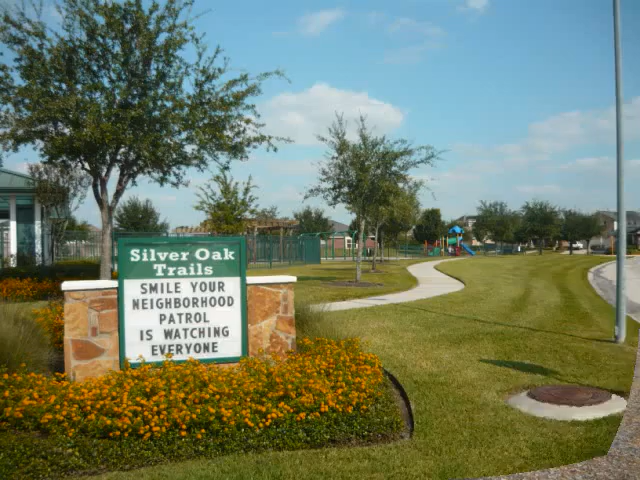 Silver Oak
Trails
SMILE YOUR
NEIGHBORHOOD
PATROL
IS WATCHING
EVERYONE